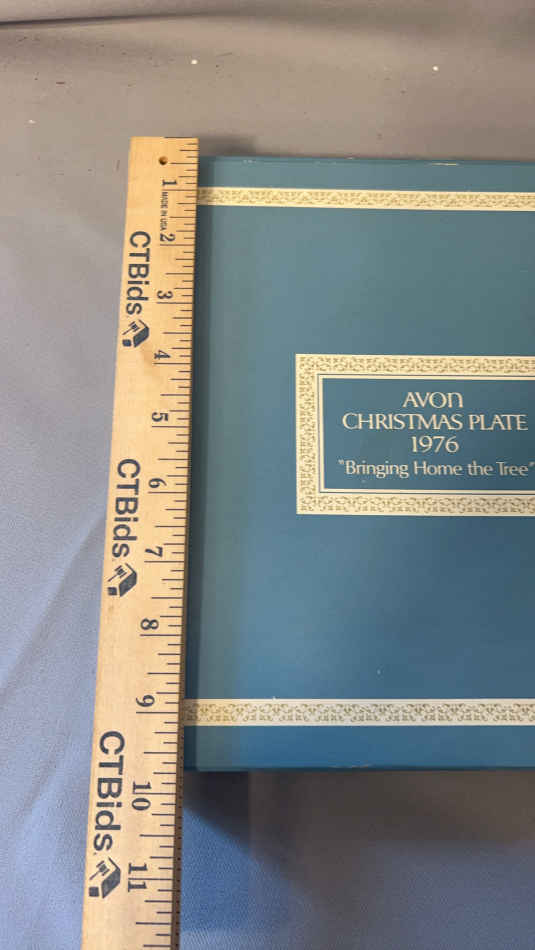 1
MADE IN USA
2
CTBids
3
4
5
CTBids
6
7
8
9
CTBids
10
11
AVON
CHRISTMAS PLATE
1976
"Bringing Home the Tree"